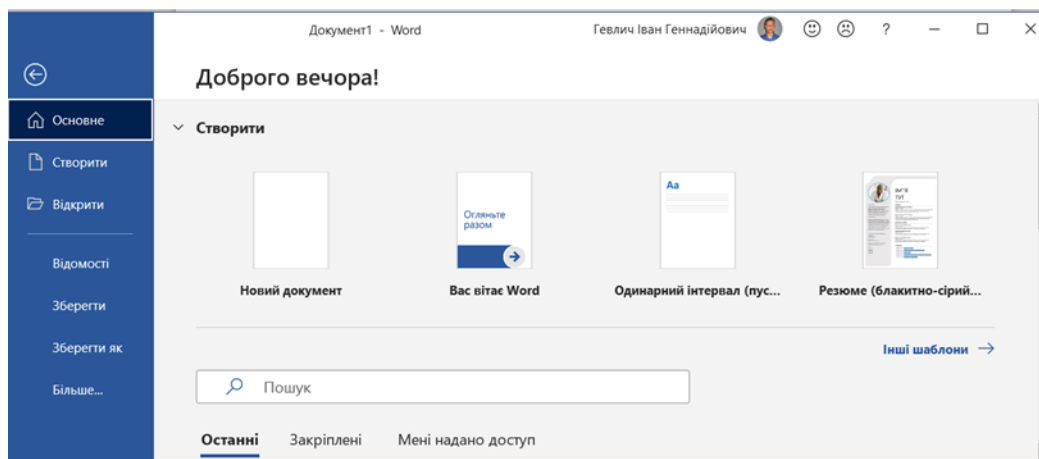 Документ1 - Word
Гевлич Іван Геннадійович
?
Доброго вечора!
Основне
Створити
Відкрити
Відомості
Зберегти
Зберегти як
Більше...
Створити
Огляньте
разом
Aa
Новий документ
Вас вітає Word
Одинарний інтервал (пус...
Резюме (блакитно-сірий...
Інші шаблони
Пошук
Останні Закріплені Мені надано доступ